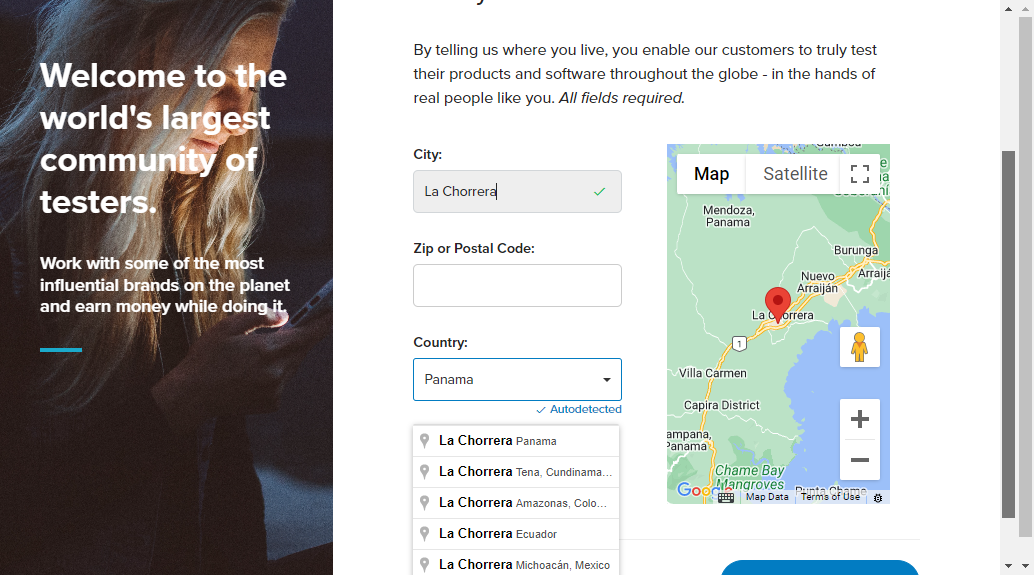 Welcome to the
world's largest
community of
testers.
Work with some of the most
influential brands on the planet
and earn money while doing it.
By telling us where you live, you enable our customers to truly test
their products and software throughout the globe - in the hands of
real people like you. All fields required.
City:
La Chorrera
Zip or Postal Code:
Country:
Panama
Autodetected
La Chorrera Panama
La Chorrera Tena, Cundinama...
La Chorrera Amazonas, Colo...
La Chorrera Ecuador
La Chorrera Michoacán, Mexico
Map
Satellite
Mendoza,
Panama
Burunga
Nuevo
Arraiján
Arraijá
La Chorrera
1
Villa Carmen
Capira District
ampana,
Panama
Chame Bay
Mangroves
Punta Chame
Google
Map Data
Terms of Use